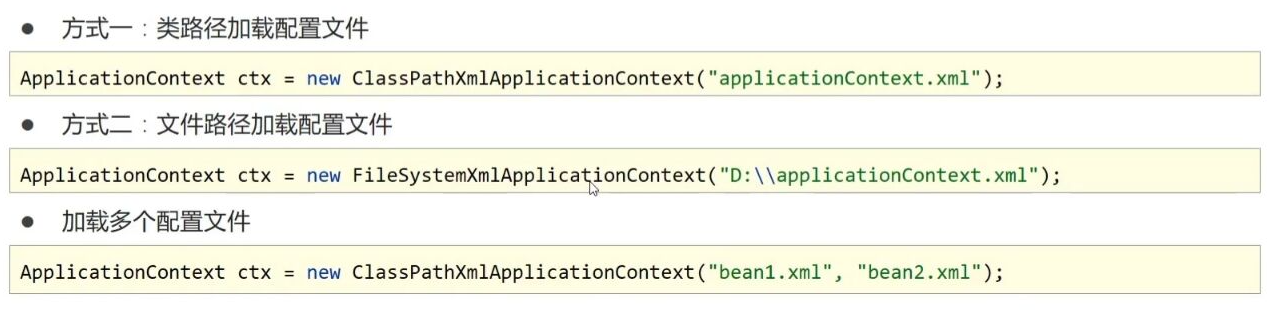 ● 方式一：类路径加载配置文件
ApplicationContext ctx = new ClassPathXmlApplicationContext("applicationContext.xml");
● 方式二：文件路径加载配置文件
ApplicationContext ctx = new FileSystemXmlApplicationContext("D:\\applicationContext.xml");
● 加载多个配置文件
ApplicationContext ctx = new ClassPathXmlApplicationContext("bean1.xml", "bean2.xml");